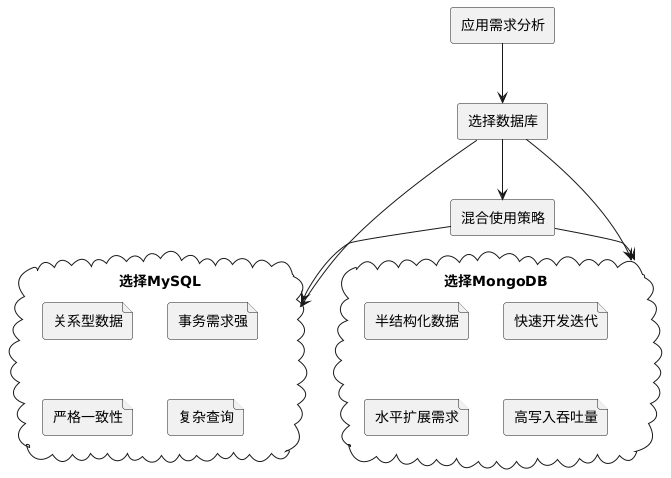 应用需求分析
选择数据库
混合使用策略
选择MySQL
关系型数据
事务需求强
严格一致性
复杂查询
选择MongoDB
半结构化数据
快速开发迭代
水平扩展需求
高写入吞吐量